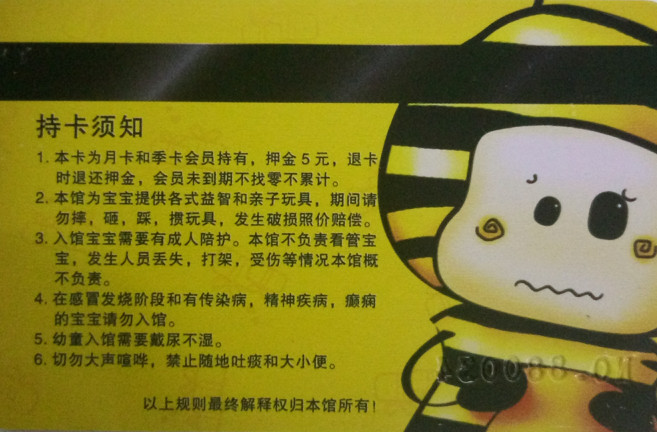 持卡须知
1. 本卡为月卡和季卡会员持有，押金5元，退卡
时退还押金，会员未到期不找零不累计。
2. 本馆为宝宝提供各式益智和亲子玩具，期间请
勿摔，砸，踩，掼玩具，发生破损照价赔偿。
3. 入馆宝宝需要有成人陪护。本馆不负责看管宝
宝，发生人员丢失，打架，受伤等情况本馆概
不负责。
4. 在感冒发烧阶段和有传染病，精神疾病，癫痫
的宝宝请勿入馆。
5. 幼童入馆需要戴尿不湿。
6. 切勿大声喧哗，禁止随地吐痰和大小便。
以上规则最终解释权归本馆所有！